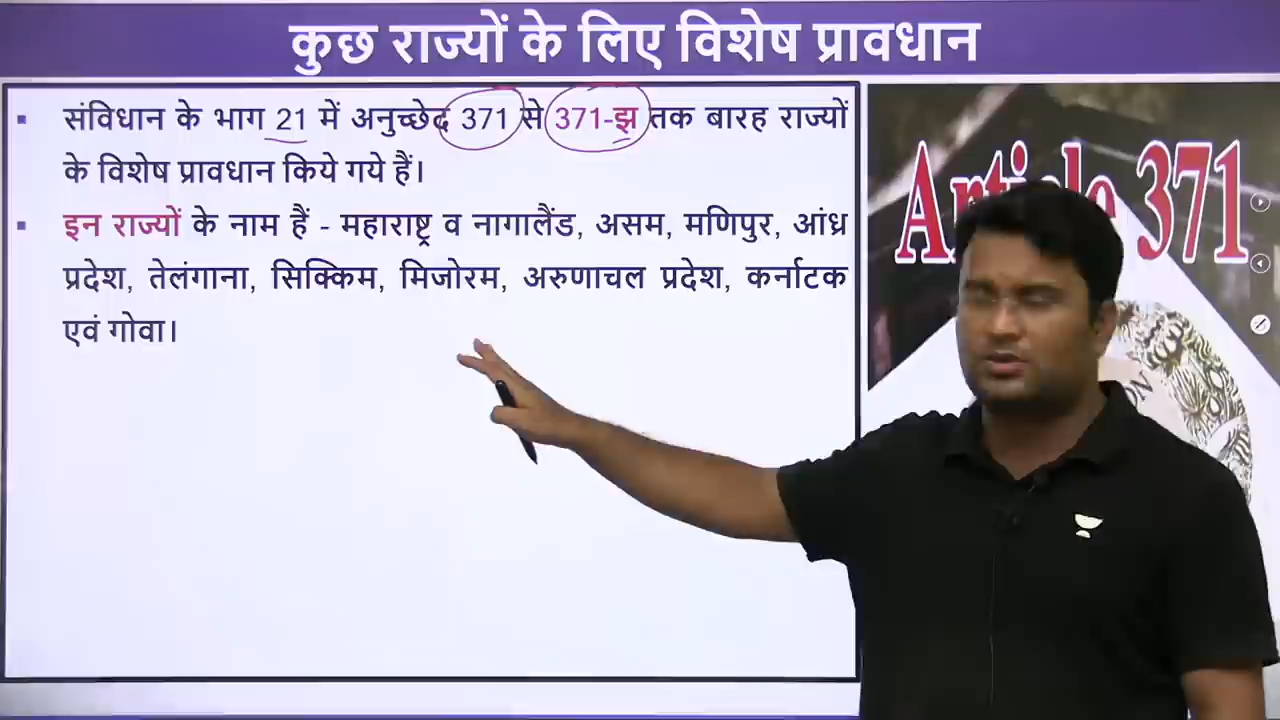 कुछ राज्यों के लिए विशेष प्रावधान
संविधान के भाग 21 में अनुच्छेद 371 से 371-झ तक बारह राज्यों
के विशेष प्रावधान किये गये हैं।
इन राज्यों के नाम हैं - महाराष्ट्र व नागालैंड, असम, मणिपुर, आंध्र
प्रदेश, तेलंगाना, सिक्किम, मिजोरम, अरुणाचल प्रदेश, कर्नाटक
एवं गोवा।
Article 371